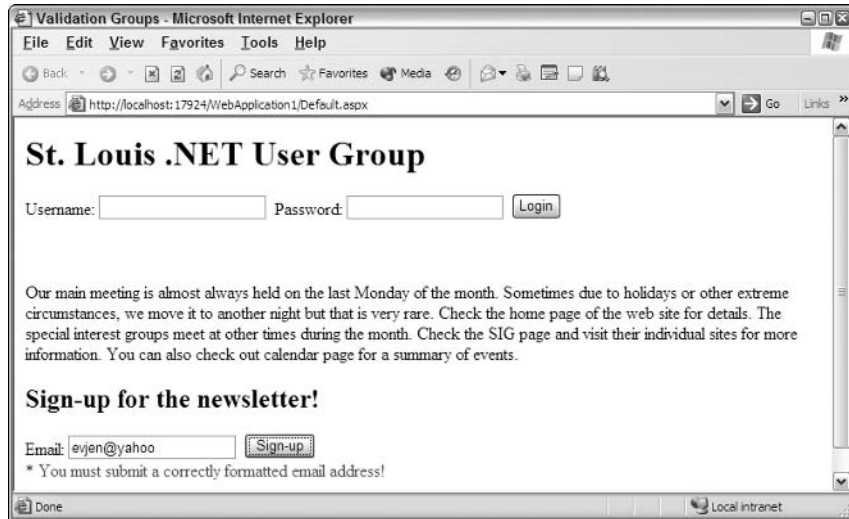 Validation Groups - Microsoft Internet Explorer
File Edit View Favorites Tools Help
Back Search Favorites Media
Address http://localhost:17924/WebApplication1/Default.aspx Go Links »
St. Louis .NET User Group
Username: Password: Login
Our main meeting is almost always held on the last Monday of the month. Sometimes due to holidays or other extreme
circumstances, we move it to another night but that is very rare. Check the home page of the web site for details. The
special interest groups meet at other times during the month. Check the SIG page and visit their individual sites for more
information. You can also check out calendar page for a summary of events.
Sign-up for the newsletter!
Email: evjen@yahoo Sign-up
* You must submit a correctly formatted email address!
Done Local intranet